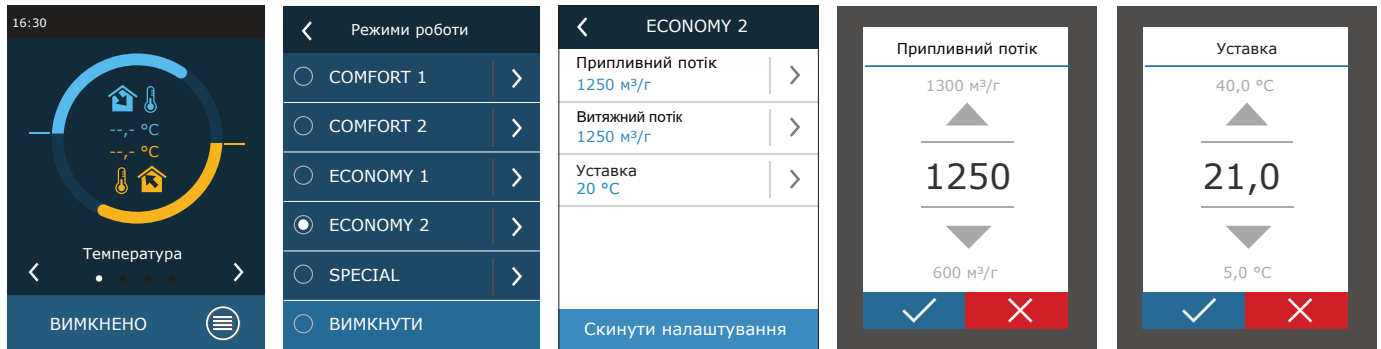 16:30
--,- °C
--,- °C
Температура
ВИМКНЕНО
Режими роботи
COMFORT 1
COMFORT 2
ECONOMY 1
ECONOMY 2
SPECIAL
ВИМКНУТИ
ECONOMY 2
Припливний потік
1250 м³/г
Витяжний потік
1250 м³/г
Уставка
20 °C
Скинути налаштування
Припливний потік
1300 м³/г
1250
600 м³/г
Уставка
40,0 °C
21,0
5,0 °C